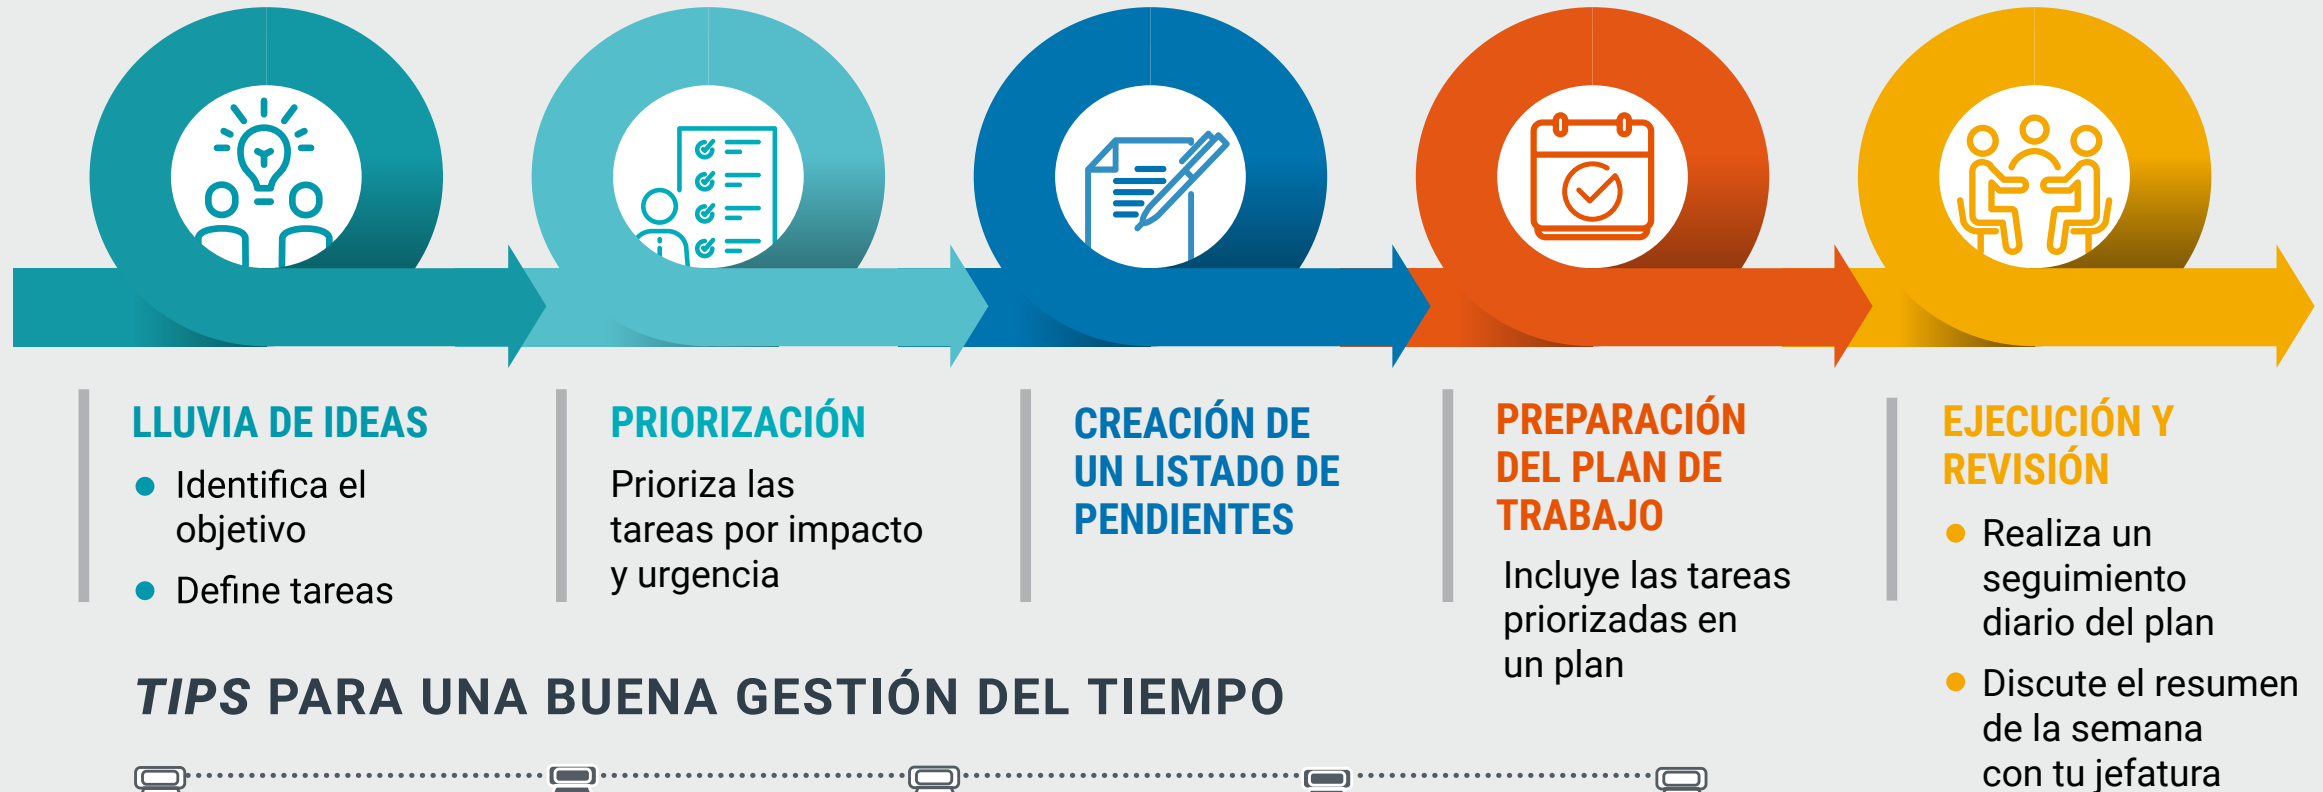 LLUVIA DE IDEAS
Identifica el
objetivo
Define tareas
PRIORIZACIÓN
Prioriza las
tareas por impacto
y urgencia
CREACIÓN DE
UN LISTADO DE
PENDIENTES
PREPARACIÓN
DEL PLAN DE
TRABAJO
Incluye las tareas
priorizadas en
un plan
EJECUCIÓN Y
REVISIÓN
Realiza un
seguimiento
diario del plan
Discute el resumen
de la semana
con tu jefatura
TIPS PARA UNA BUENA GESTIÓN DEL TIEMPO